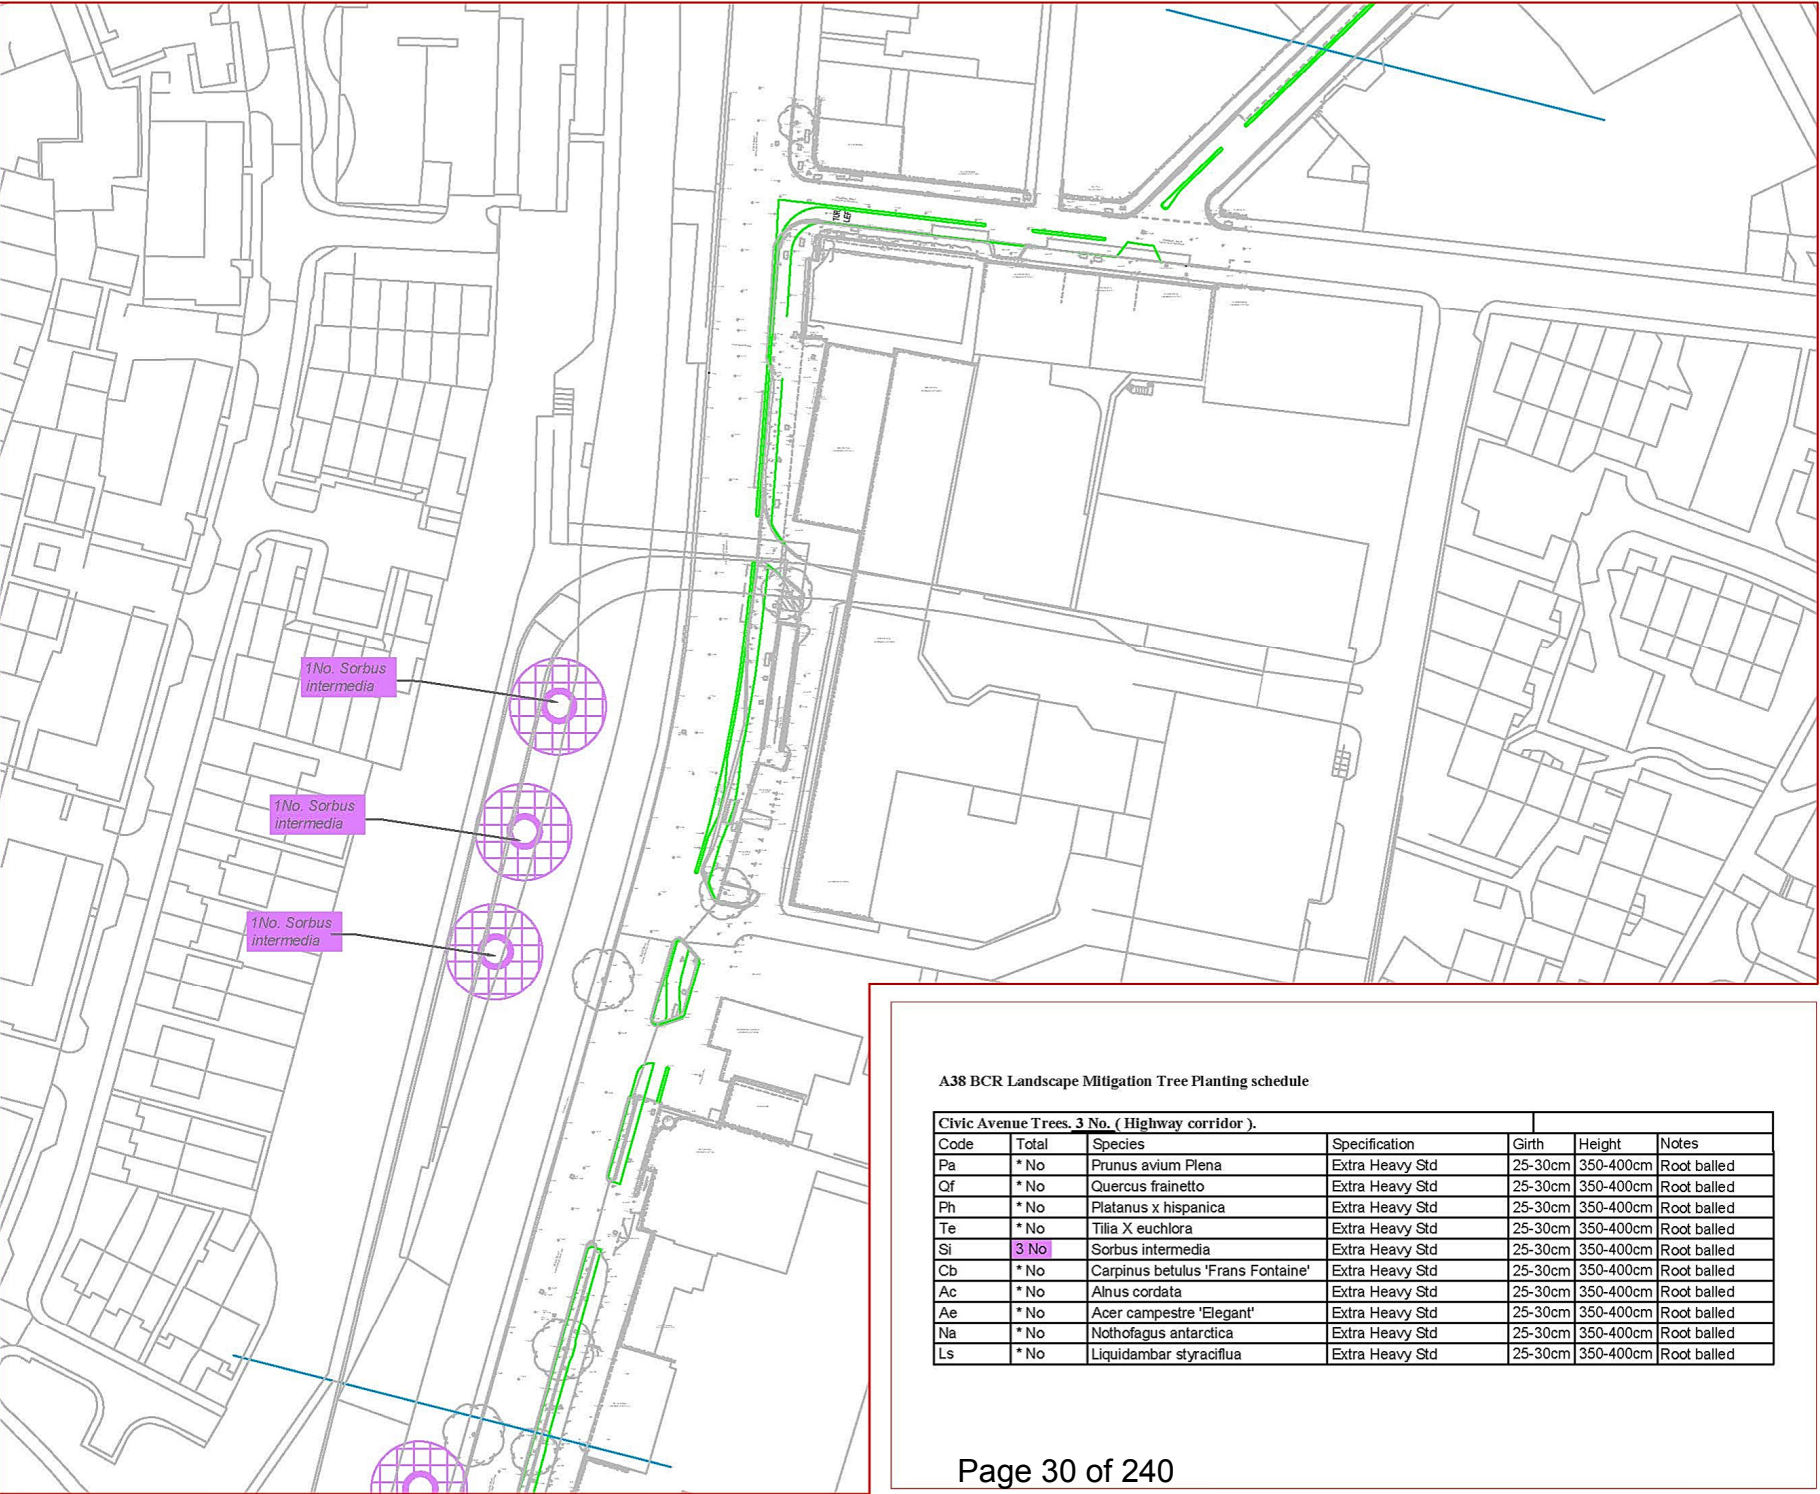 TURN
LEFT
1No. Sorbus
intermedia
1No. Sorbus
intermedia
1No. Sorbus
intermedia
A38 BCR Landscape Mitigation Tree Planting schedule
Civic Avenue Trees. 3 No. ( Highway corridor ).
Code Total Species Specification Girth Height Notes
Pa * No Prunus avium Plena Extra Heavy Std 25-30cm 350-400cm Root balled
Qf * No Quercus frainetto Extra Heavy Std 25-30cm 350-400cm Root balled
Ph * No Platanus x hispanica Extra Heavy Std 25-30cm 350-400cm Root balled
Te * No Tilia X euchlora Extra Heavy Std 25-30cm 350-400cm Root balled
Si 3 No Sorbus intermedia Extra Heavy Std 25-30cm 350-400cm Root balled
Cb * No Carpinus betulus 'Frans Fontaine' Extra Heavy Std 25-30cm 350-400cm Root balled
Ac * No Alnus cordata Extra Heavy Std 25-30cm 350-400cm Root balled
Ae * No Acer campestre 'Elegant' Extra Heavy Std 25-30cm 350-400cm Root balled
Na * No Nothofagus antarctica Extra Heavy Std 25-30cm 350-400cm Root balled
Ls * No Liquidambar styraciflua Extra Heavy Std 25-30cm 350-400cm Root balled
Page 30 of 240